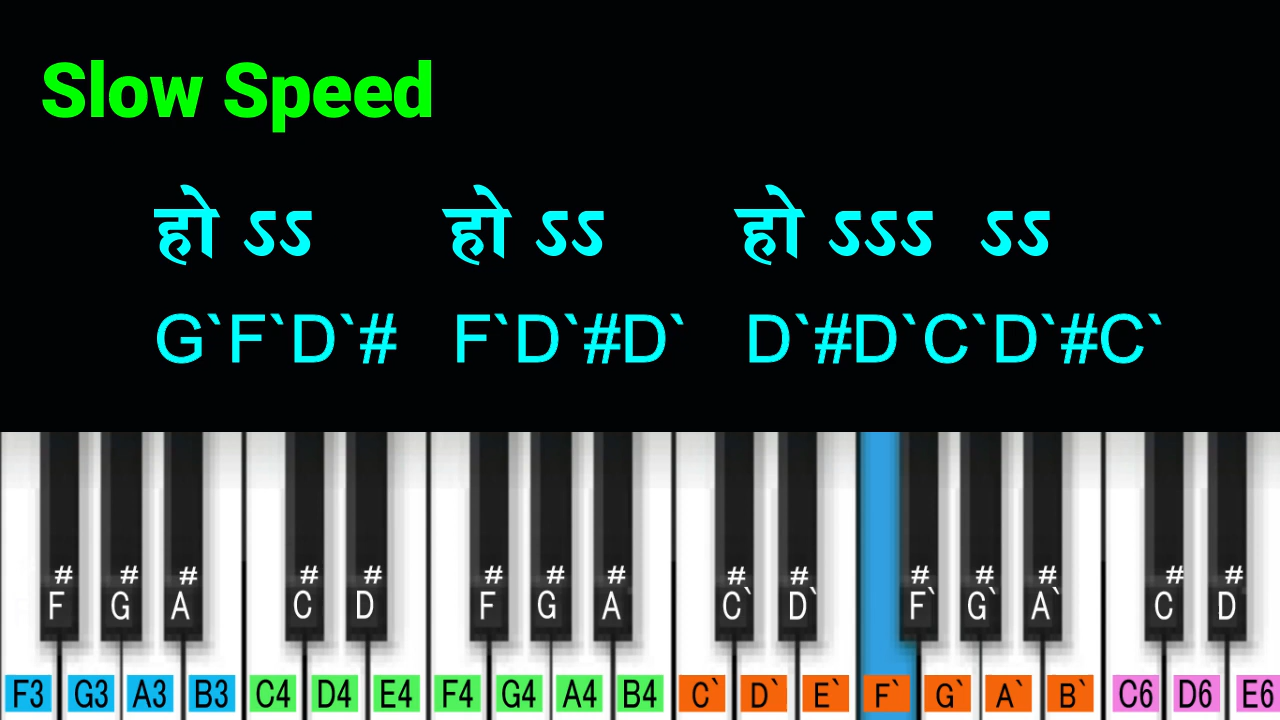 Slow Speed
हो ऽऽ हो ऽऽ हो ऽऽऽ ऽऽ
G`F`D`# F`D`#D` D`#D`C`D`#C`
# # # # # # # # # # # # # #
F G A C D F G A C` D` F` G` A` C D
F3 G3 A3 B3 C4 D4 E4 F4 G4 A4 B4 C` D` E` F` G` A` B` C6 D6 E6